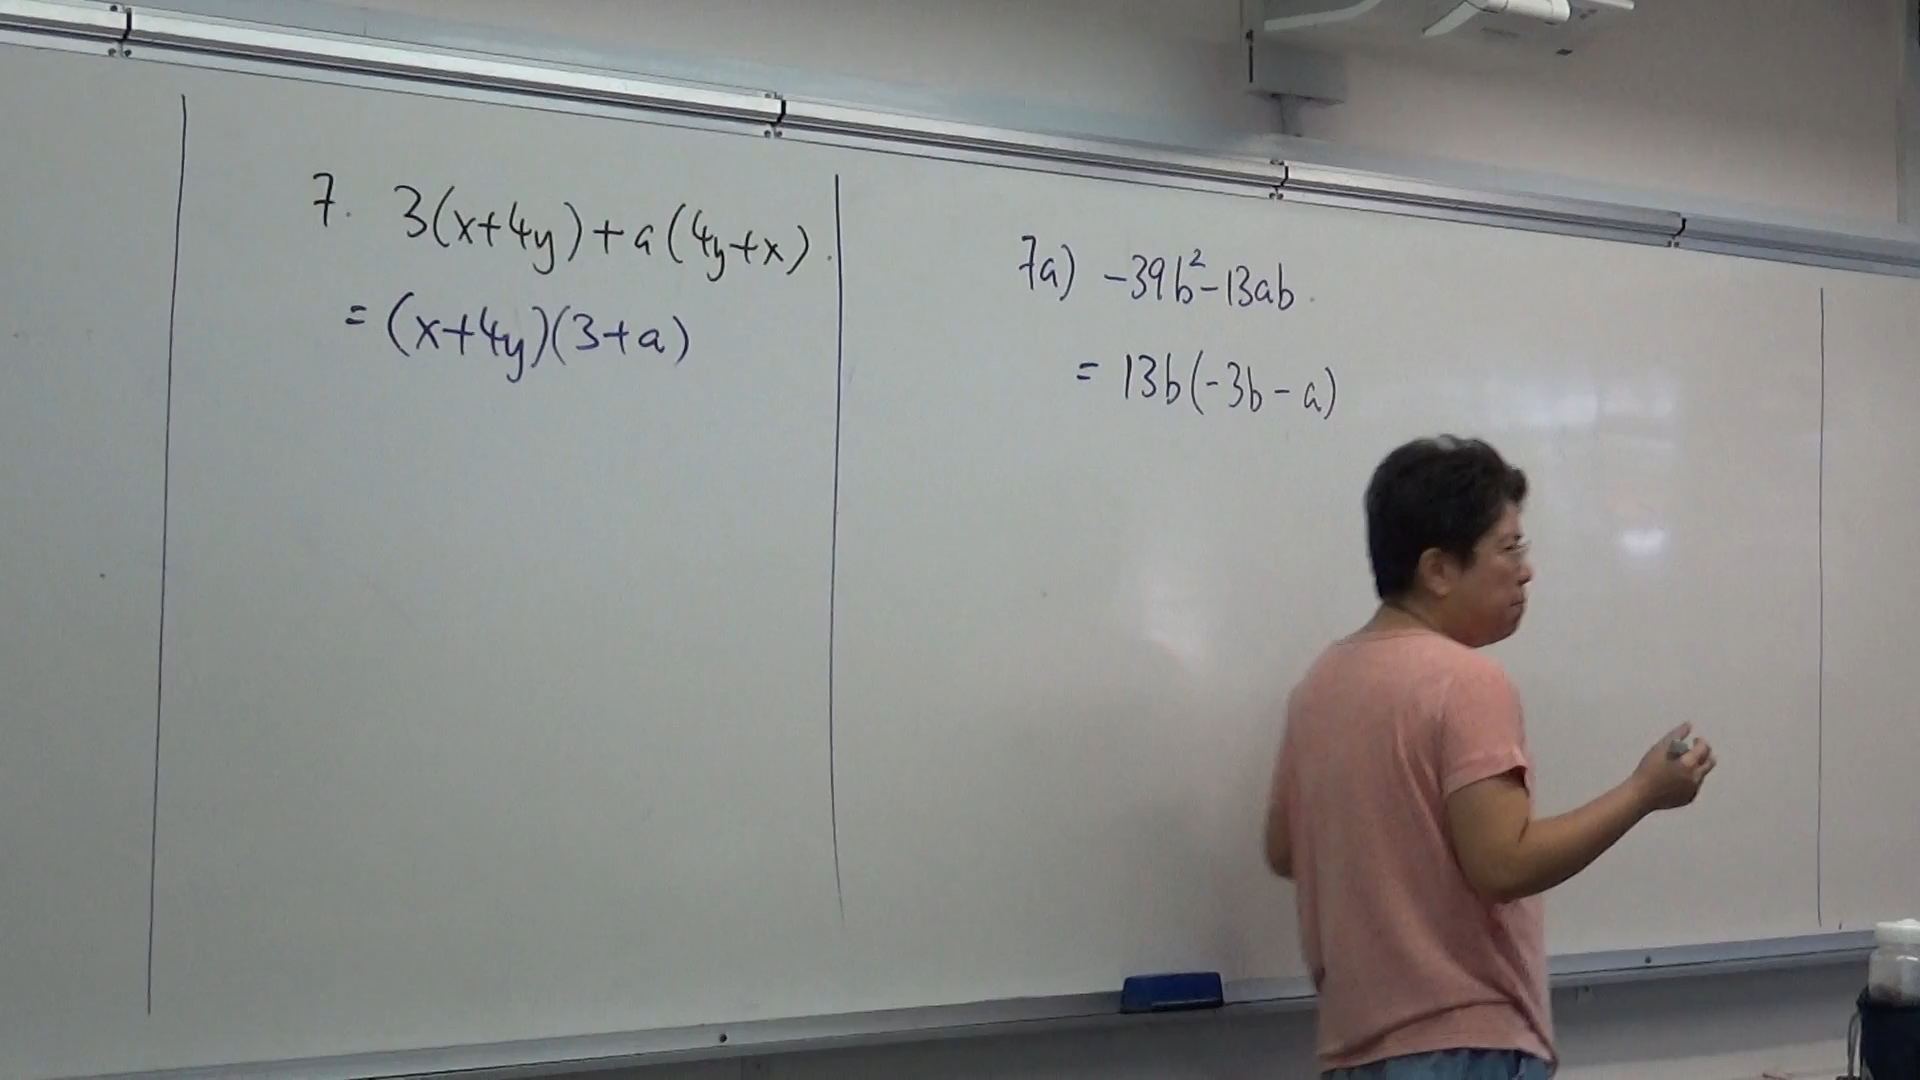 7. 3(x+4y)+a(4y+x).
= (x+4y)(3+a)
7a) -39b²-13ab.
= 13b(-3b-a)